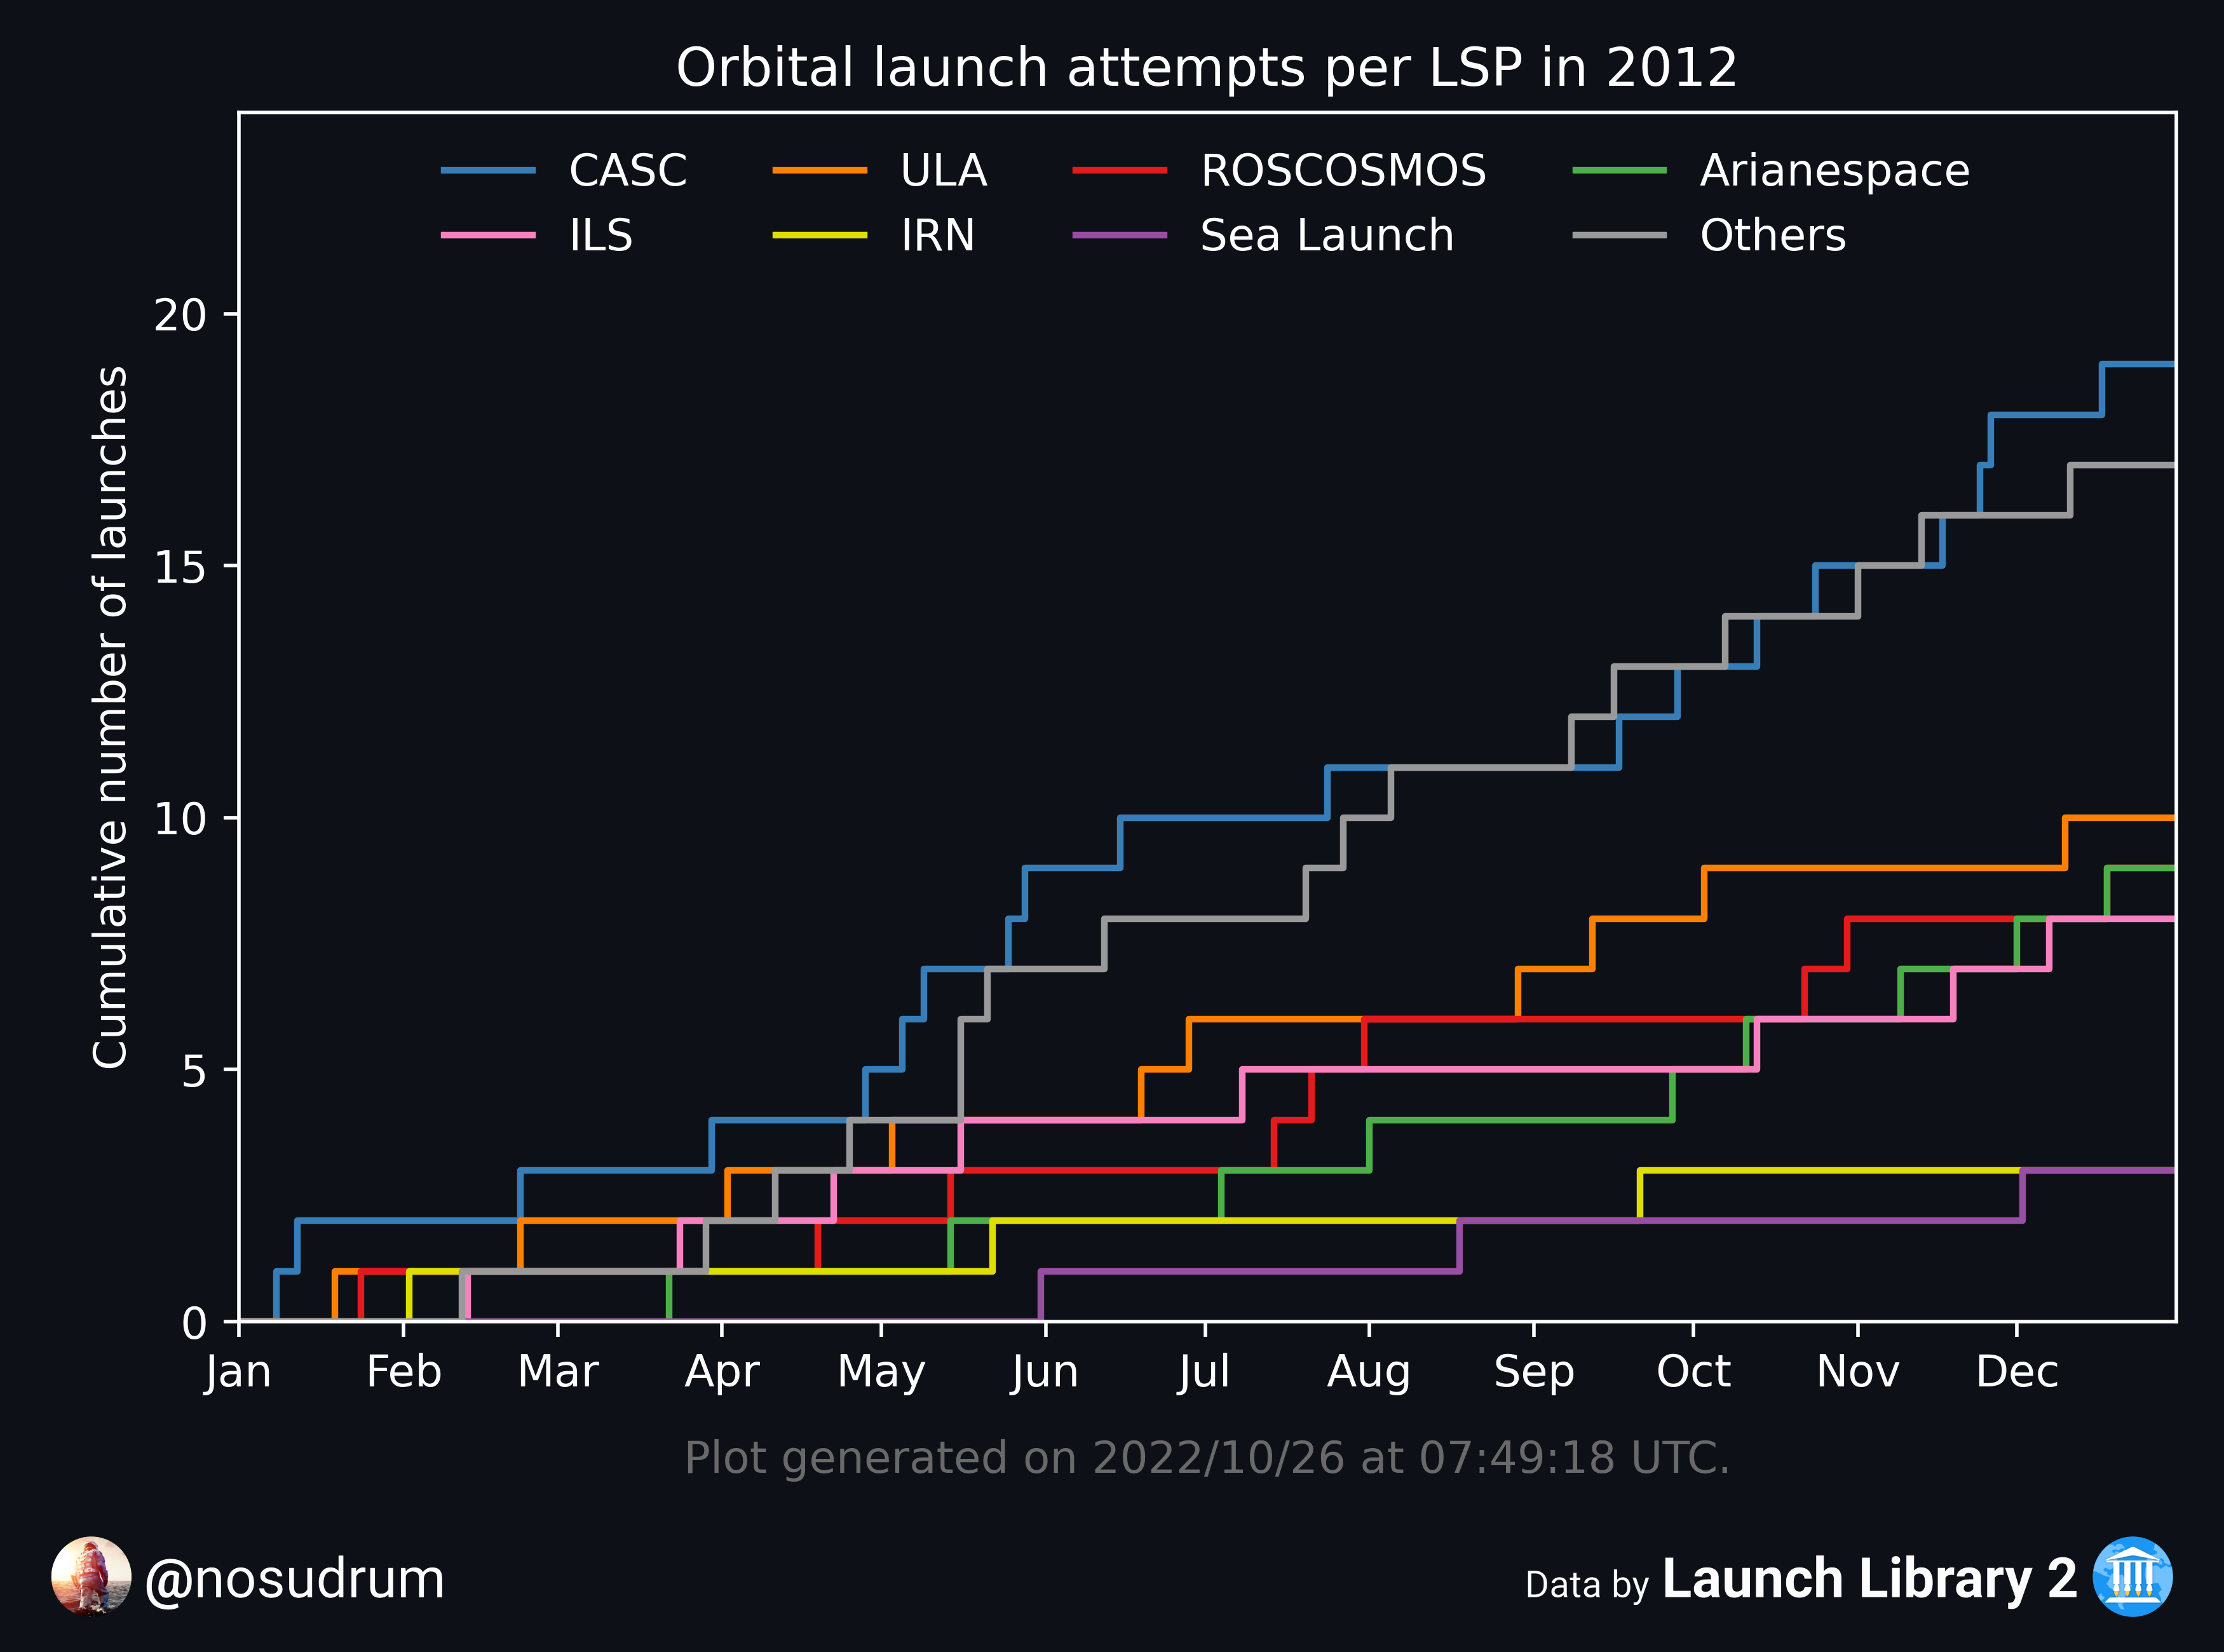 Orbital launch attempts per LSP in 2012
CASC ULA ROSCOSMOS Arianespace
ILS IRN Sea Launch Others
Cumulative number of launches
20
15
10
5
0
Jan Feb Mar Apr May Jun Jul Aug Sep Oct Nov Dec
Plot generated on 2022/10/26 at 07:49:18 UTC.
@nosudrum
Data by Launch Library 2